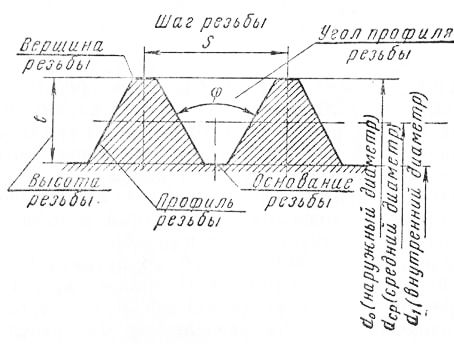 Шаг резьбы
S
Вершина
резьбы
Угол профиля
резьбы
φ
t
Высота
резьбы
Профиль
резьбы
Основание
резьбы
d₀ (наружный диаметр)
dср (средний диаметр)
d₁ (внутренний диаметр)